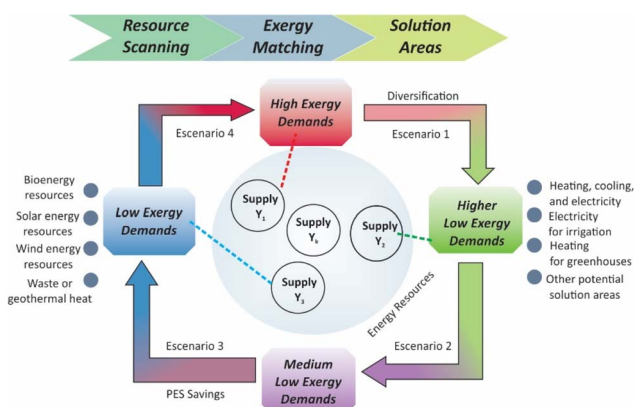 Resource
Scanning
Exergy
Matching
Solution
Areas
High Exergy
Demands
Escenario 4
Diversification
Escenario 1
Bioenergy
resources
Solar energy
resources
Wind energy
resources
Waste or
geothermal heat
Low Exergy
Demands
Supply
Y1
Supply
Yk
Supply
Y2
Supply
Y3
Higher
Low Exergy
Demands
Heating, cooling,
and electricity
Electricity
for irrigation
Heating
for greenhouses
Other potential
solution areas
Energy Resources
Escenario 3
PES Savings
Medium
Low Exergy
Demands
Escenario 2